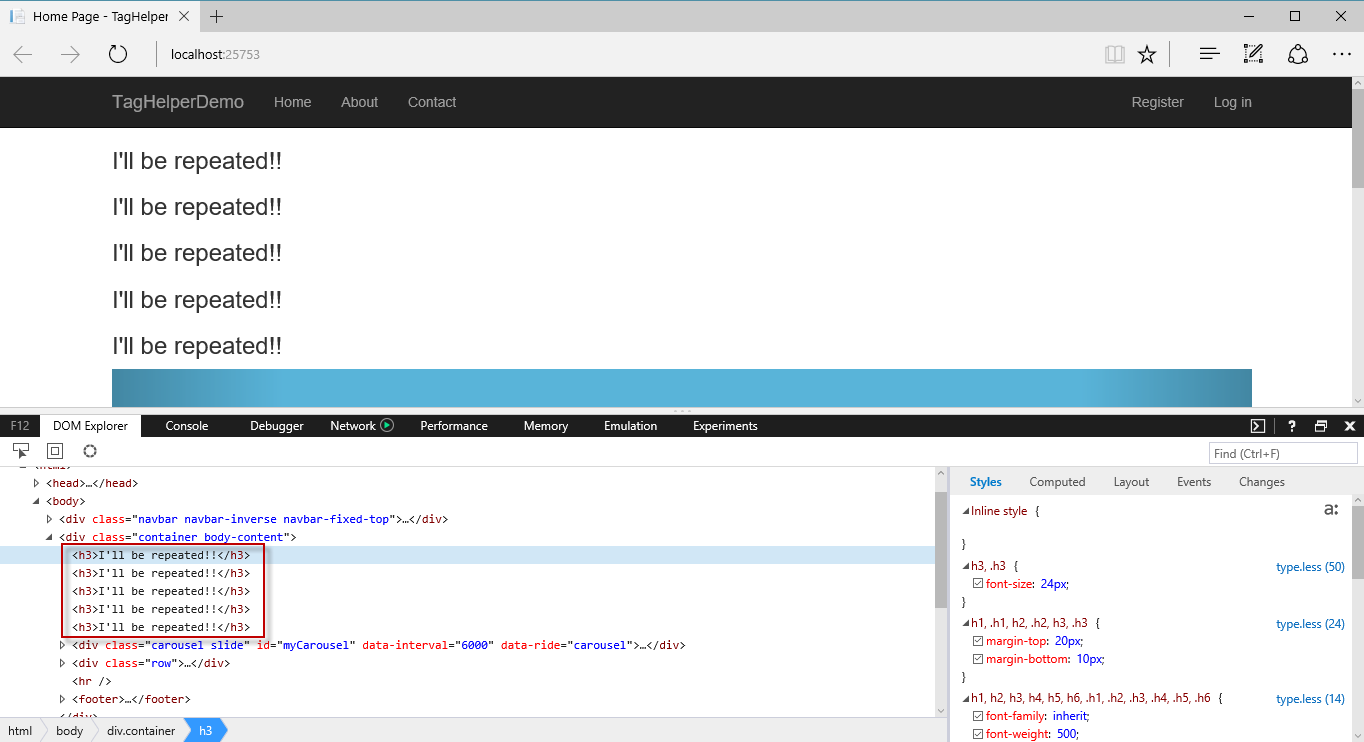 Home Page - TagHelper
localhost:25753
TagHelperDemo Home About Contact Register Log in
I'll be repeated!!
I'll be repeated!!
I'll be repeated!!
I'll be repeated!!
I'll be repeated!!
F12 DOM Explorer Console Debugger Network Performance Memory Emulation Experiments ?
Find (Ctrl+F)
<html>
<head>…</head>
<body>
<div class="navbar navbar-inverse navbar-fixed-top">…</div>
<div class="container body-content">
<h3>I'll be repeated!!</h3>
<h3>I'll be repeated!!</h3>
<h3>I'll be repeated!!</h3>
<h3>I'll be repeated!!</h3>
<h3>I'll be repeated!!</h3>
<div class="carousel slide" id="myCarousel" data-interval="6000" data-ride="carousel">…</div>
<div class="row">…</div>
<hr />
<footer>…</footer>
</div>
html body div.container h3
Styles Computed Layout Events Changes
Inline style { a:
}
h3, .h3 { type.less (50)
font-size: 24px;
}
h1, .h1, h2, .h2, h3, .h3 { type.less (24)
margin-top: 20px;
margin-bottom: 10px;
}
h1, h2, h3, h4, h5, h6, .h1, .h2, .h3, .h4, .h5, .h6 { type.less (14)
font-family: inherit;
font-weight: 500;